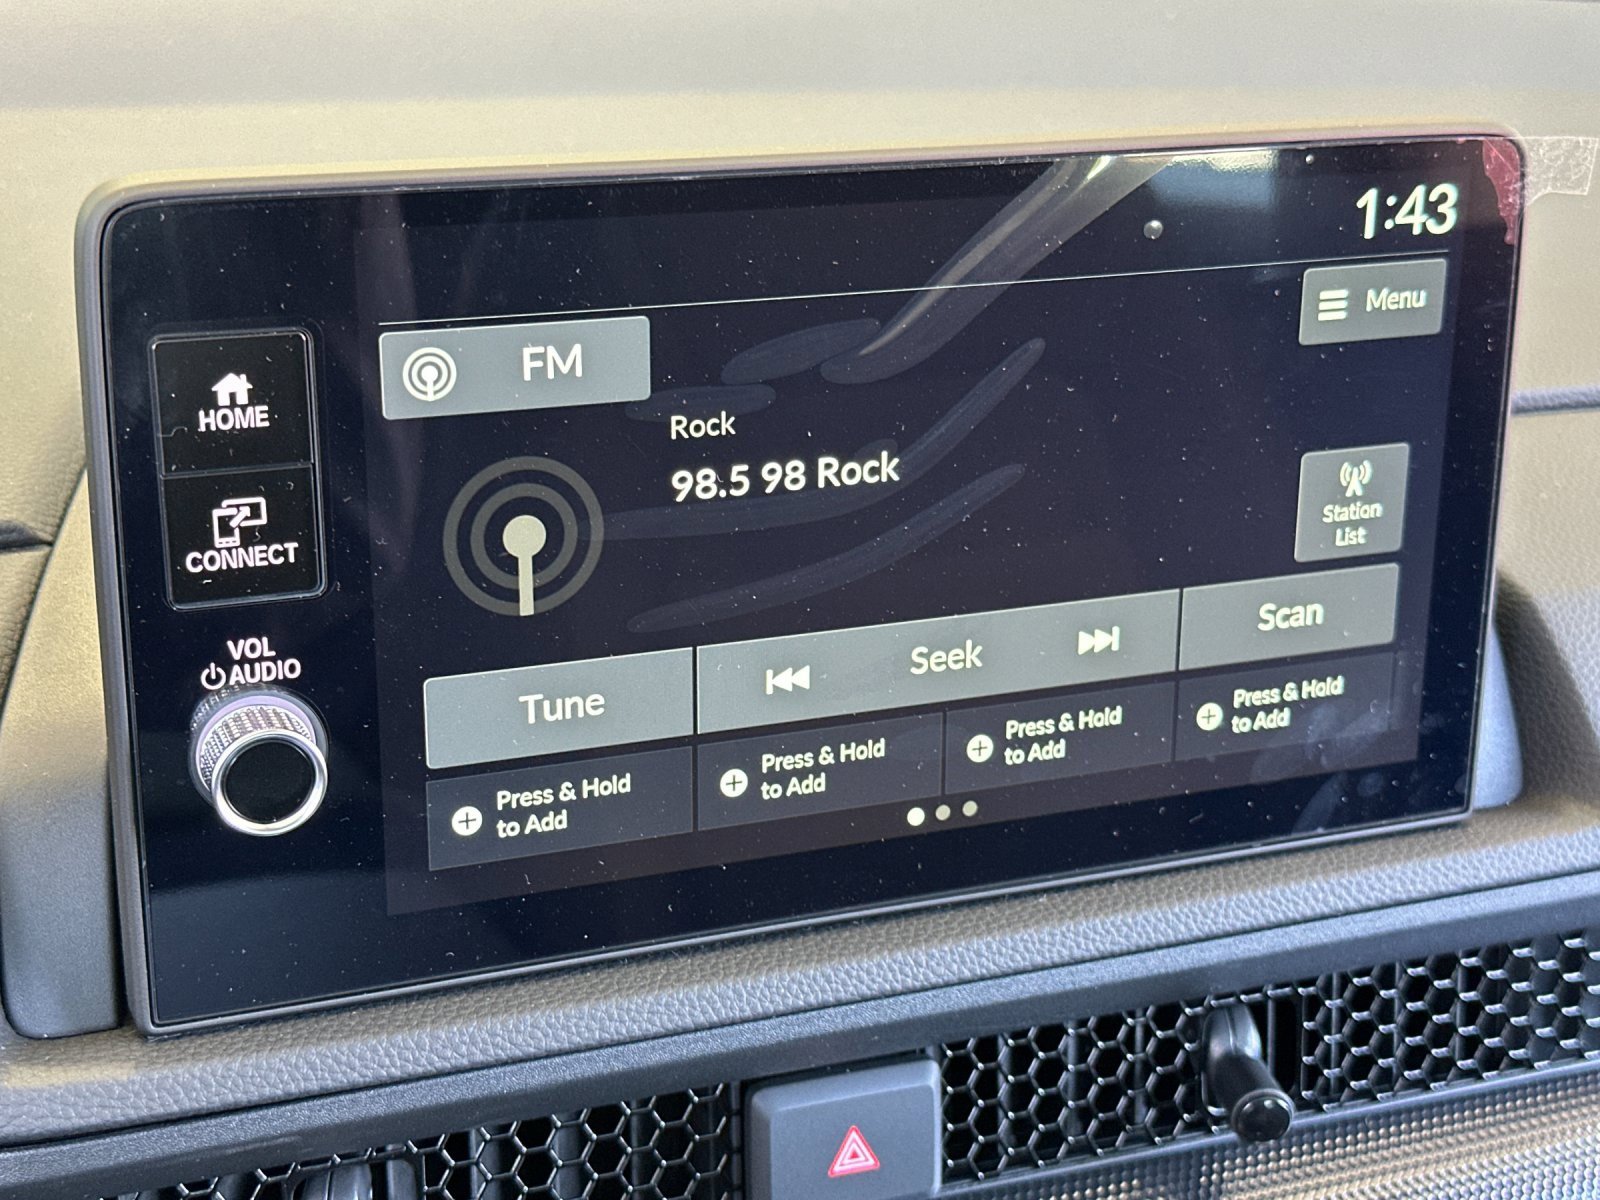 1:43
Menu
FM
HOME
Rock
98.5 98 Rock
Station
List
CONNECT
VOL
AUDIO
Tune
Seek
Scan
Press & Hold
to Add
Press & Hold
to Add
Press & Hold
to Add
Press & Hold
to Add